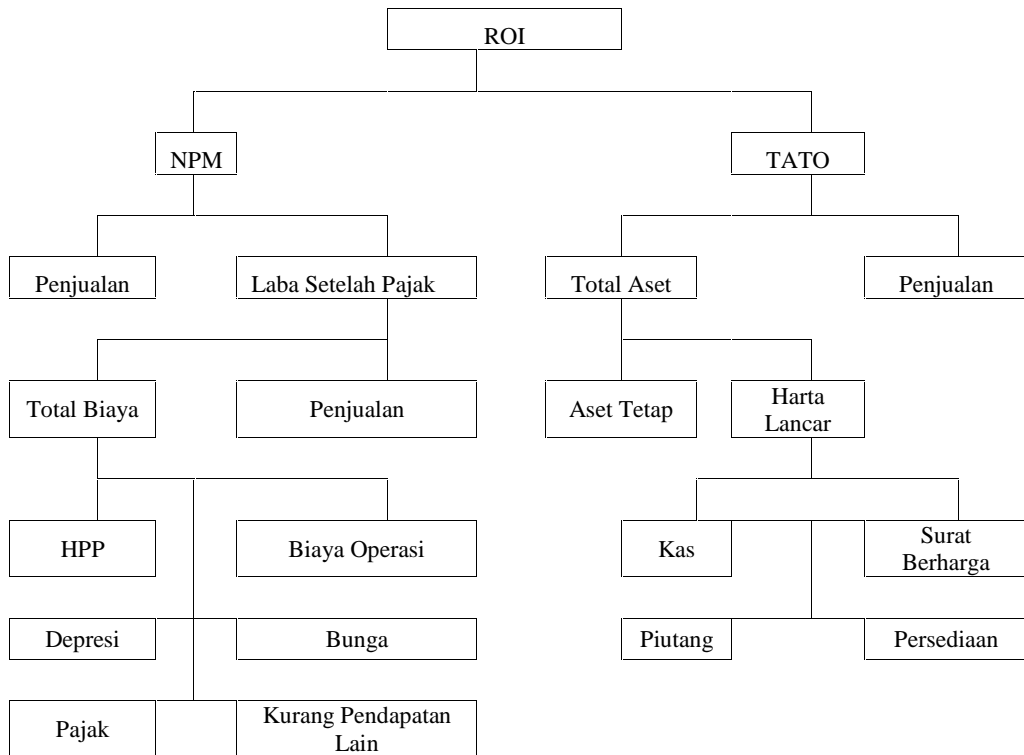 ROI
NPM
TATO
Penjualan
Laba Setelah Pajak
Total Aset
Penjualan
Total Biaya
Penjualan
Aset Tetap
Harta
Lancar
HPP
Biaya Operasi
Kas
Surat
Berharga
Depresi
Bunga
Piutang
Persediaan
Pajak
Kurang Pendapatan
Lain